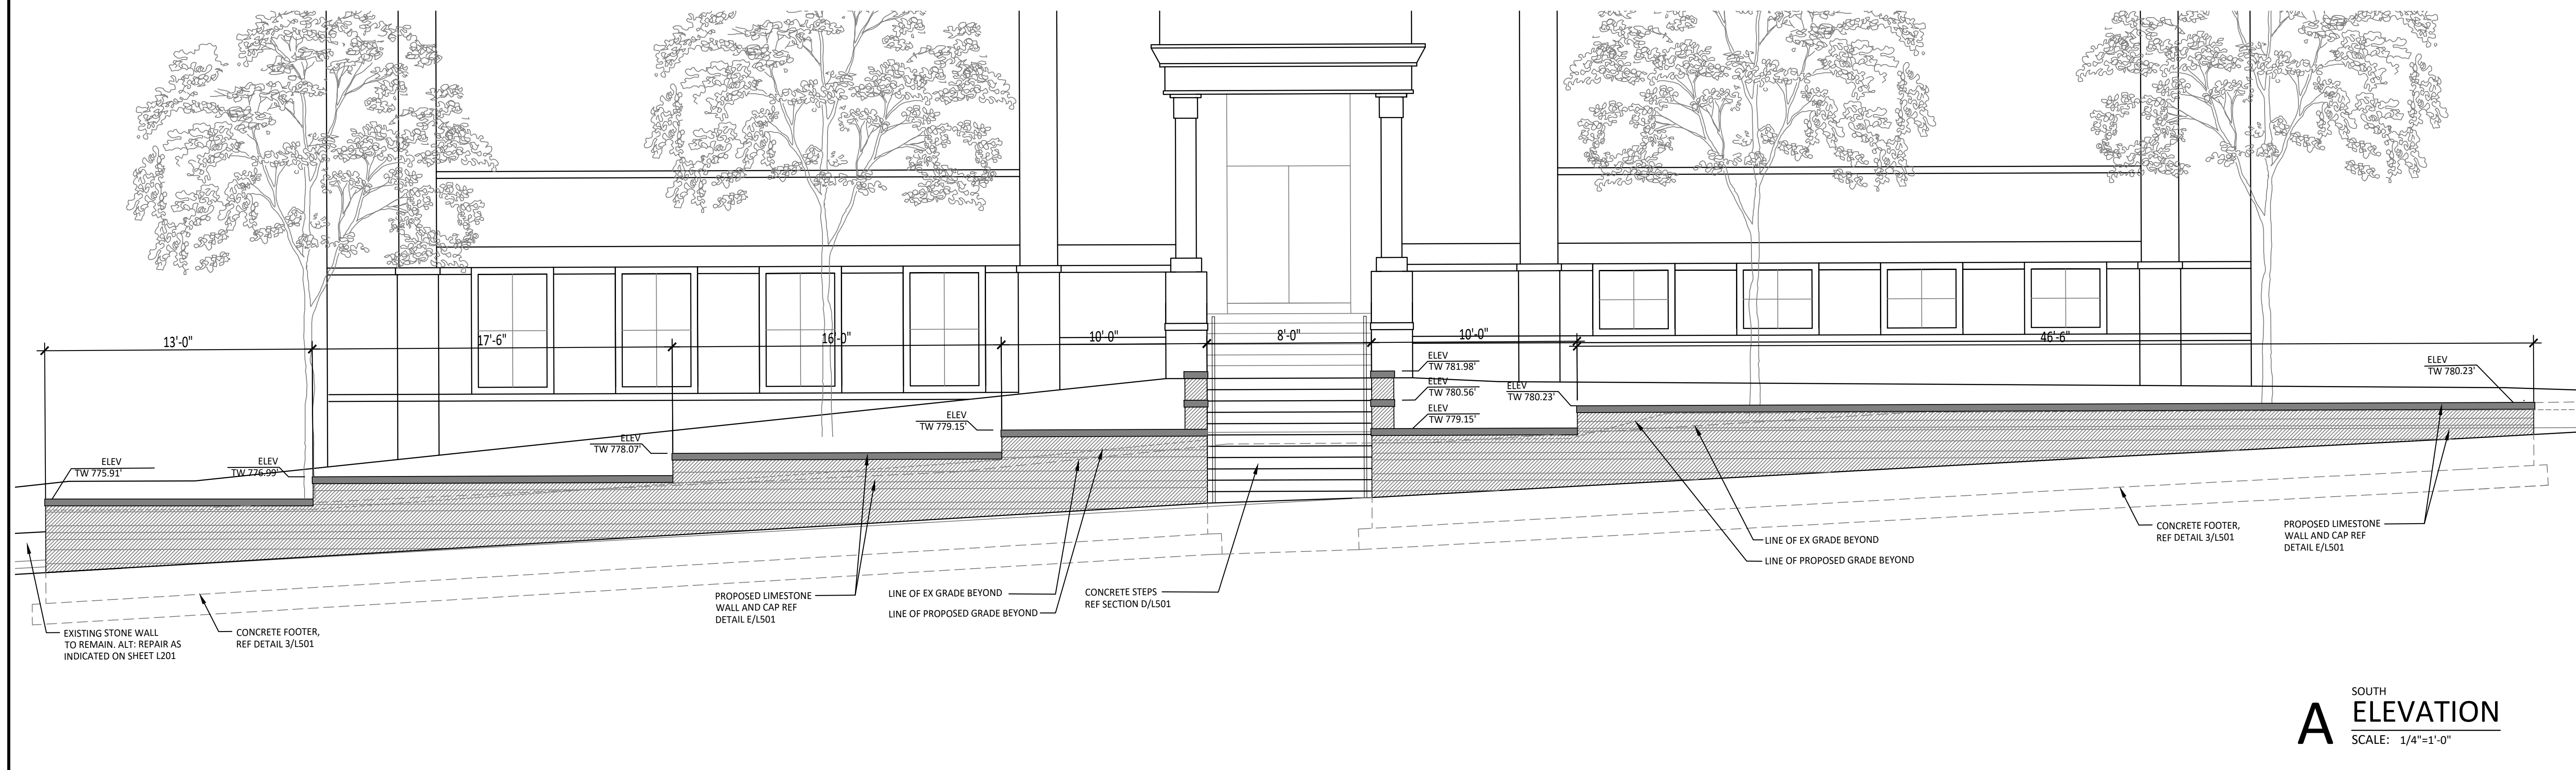 13'-0"
17'-6"
16'-0"
10'-0"
8'-0"
10'-0"
46'-6"
ELEV
TW 781.98'
ELEV
TW 780.56'
ELEV
TW 780.23'
ELEV
TW 779.15'
ELEV
TW 780.23'
ELEV
TW 779.15'
ELEV
TW 778.07'
ELEV
TW 776.99'
ELEV
TW 775.91'
EXISTING STONE WALL
TO REMAIN. ALT: REPAIR AS
INDICATED ON SHEET L201
CONCRETE FOOTER,
REF DETAIL 3/L501
PROPOSED LIMESTONE
WALL AND CAP REF
DETAIL E/L501
LINE OF EX GRADE BEYOND
LINE OF PROPOSED GRADE BEYOND
CONCRETE STEPS
REF SECTION D/L501
LINE OF EX GRADE BEYOND
LINE OF PROPOSED GRADE BEYOND
CONCRETE FOOTER,
REF DETAIL 3/L501
PROPOSED LIMESTONE
WALL AND CAP REF
DETAIL E/L501
A
SOUTH
ELEVATION
SCALE: 1/4"=1'-0"